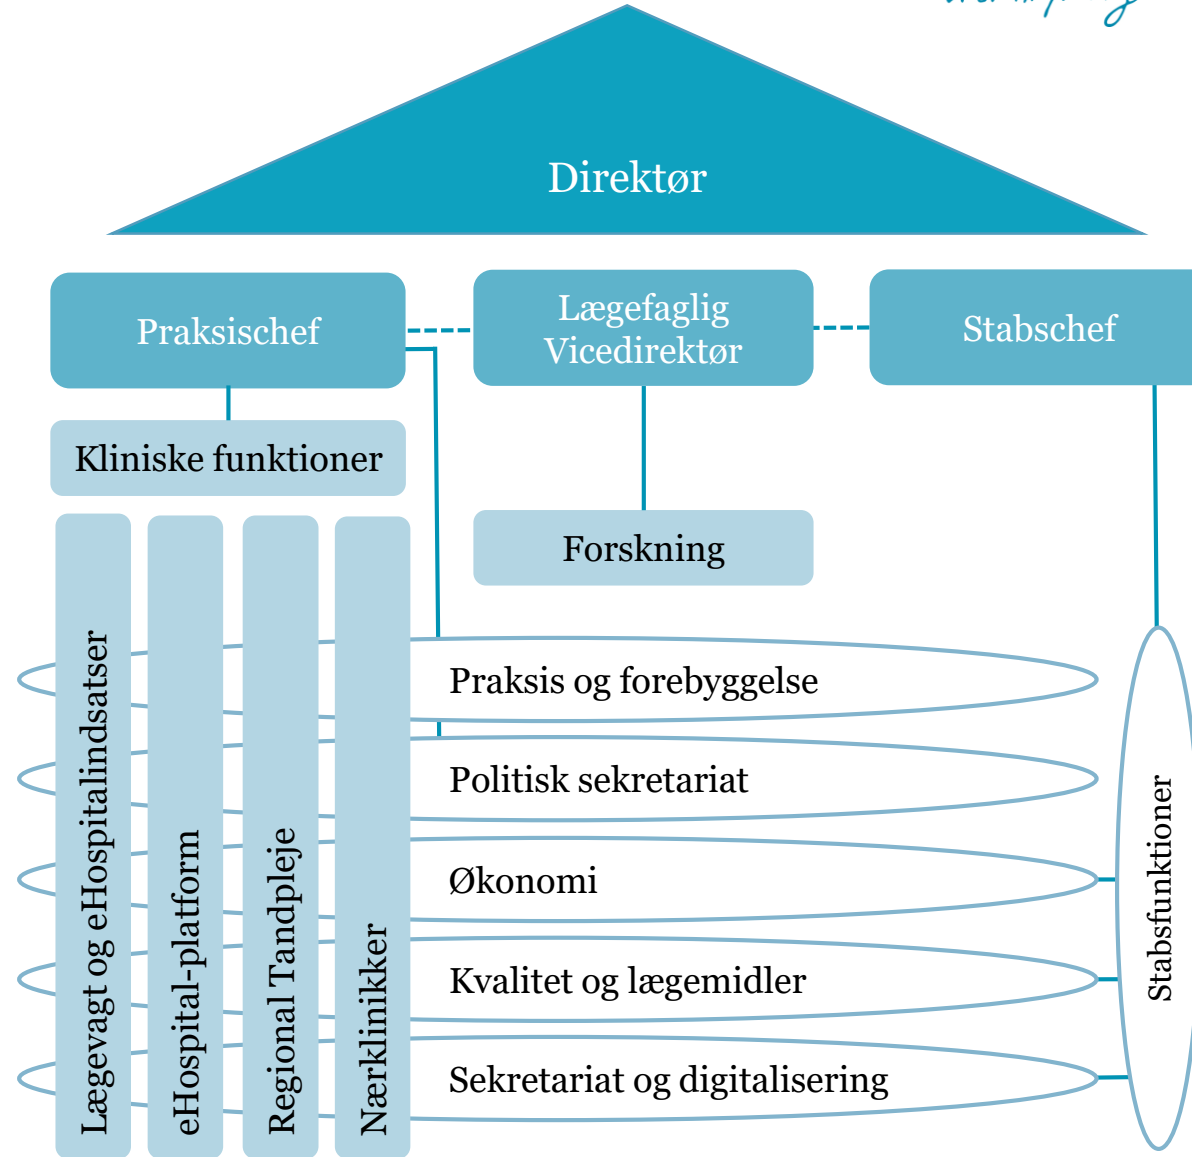 Direktør
Praksischef
Lægefaglig
Vicedirektør
Stabschef
Kliniske funktioner
Forskning
Lægevagt og eHospitalindsatser
eHospital-platform
Regional Tandpleje
Nærklinikker
Praksis og forebyggelse
Politisk sekretariat
Økonomi
Kvalitet og lægemidler
Sekretariat og digitalisering
Stabsfunktioner